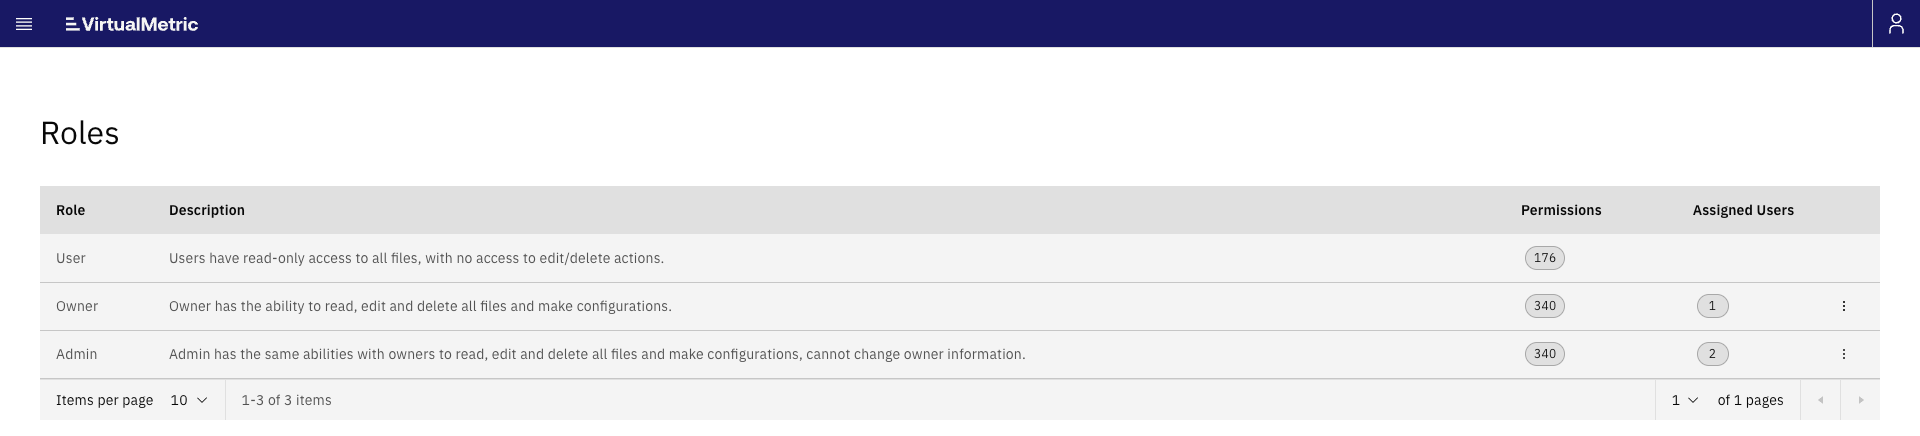 VirtualMetric
Roles
Role Description Permissions Assigned Users
User Users have read-only access to all files, with no access to edit/delete actions. 176
Owner Owner has the ability to read, edit and delete all files and make configurations. 340 1
Admin Admin has the same abilities with owners to read, edit and delete all files and make configurations, cannot change owner information. 340 2
Items per page 10 1-3 of 3 items 1 of 1 pages